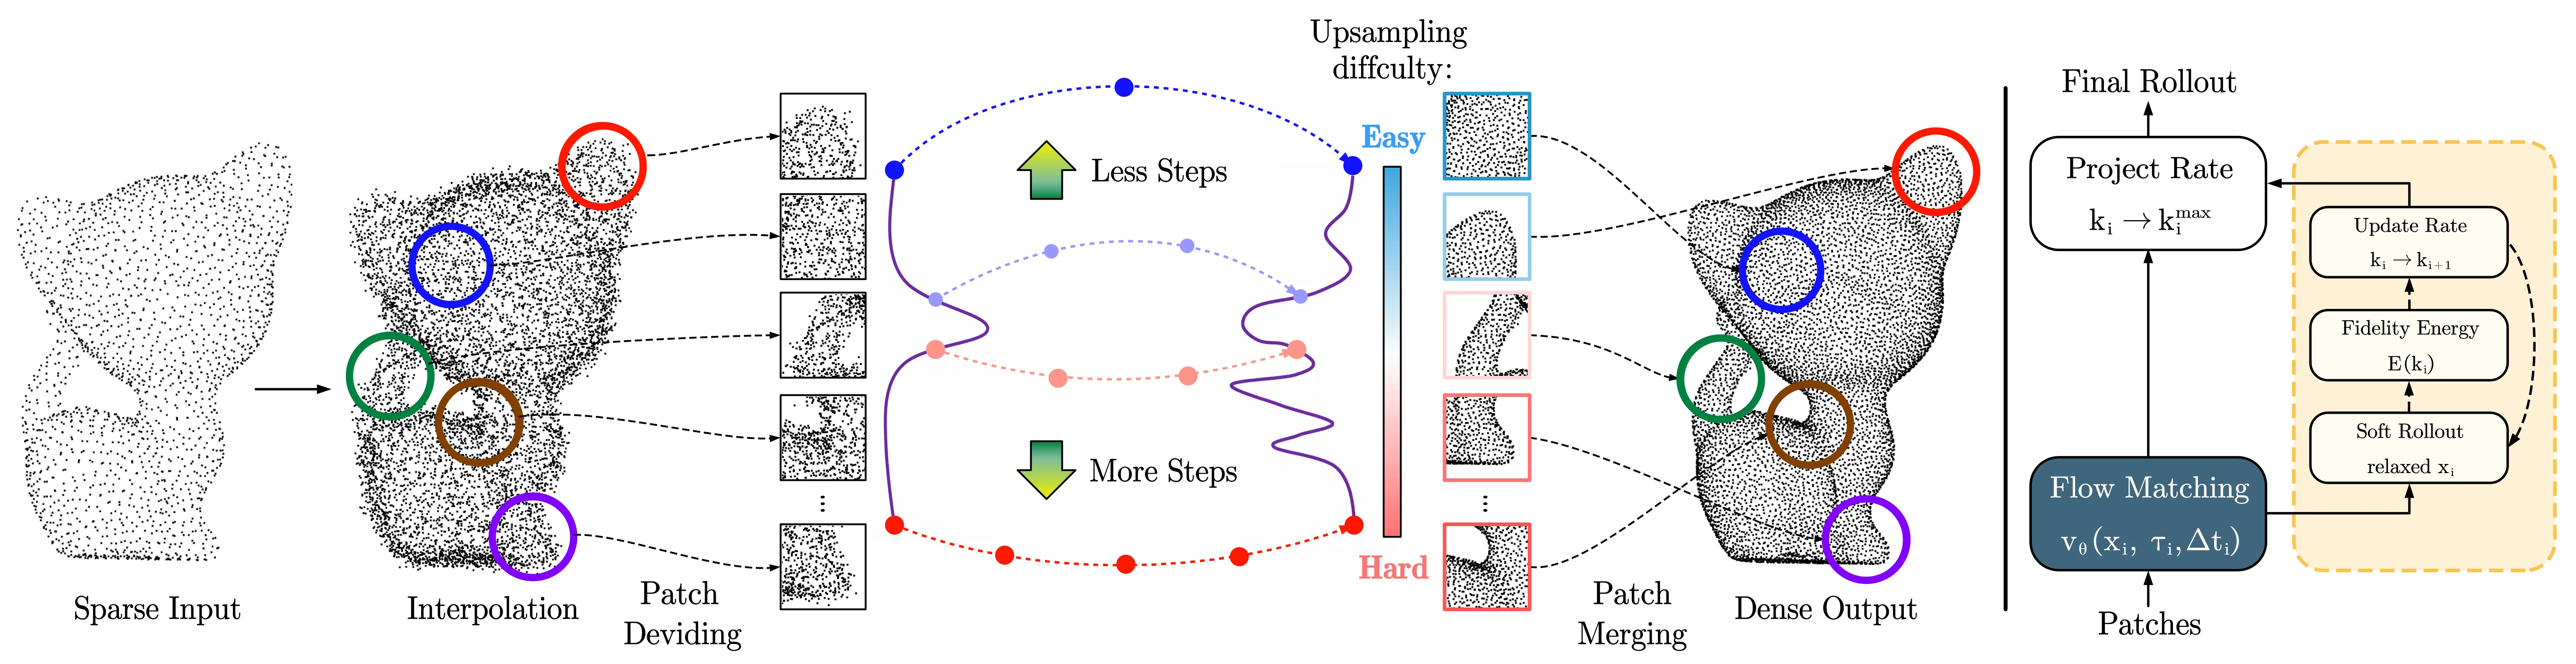 Sparse Input
Interpolation
Patch
Deviding
Less Steps
More Steps
Upsampling
diffculty:
Easy
Hard
Patch
Merging
Dense Output
Final Rollout
Project Rate
k_i → k_i^max
Flow Matching
v_θ(x_i, τ_i, Δt_i)
Patches
Update Rate
k_i → k_{i+1}
Fidelity Energy
E(k_i)
Soft Rollout
relaxed x_i